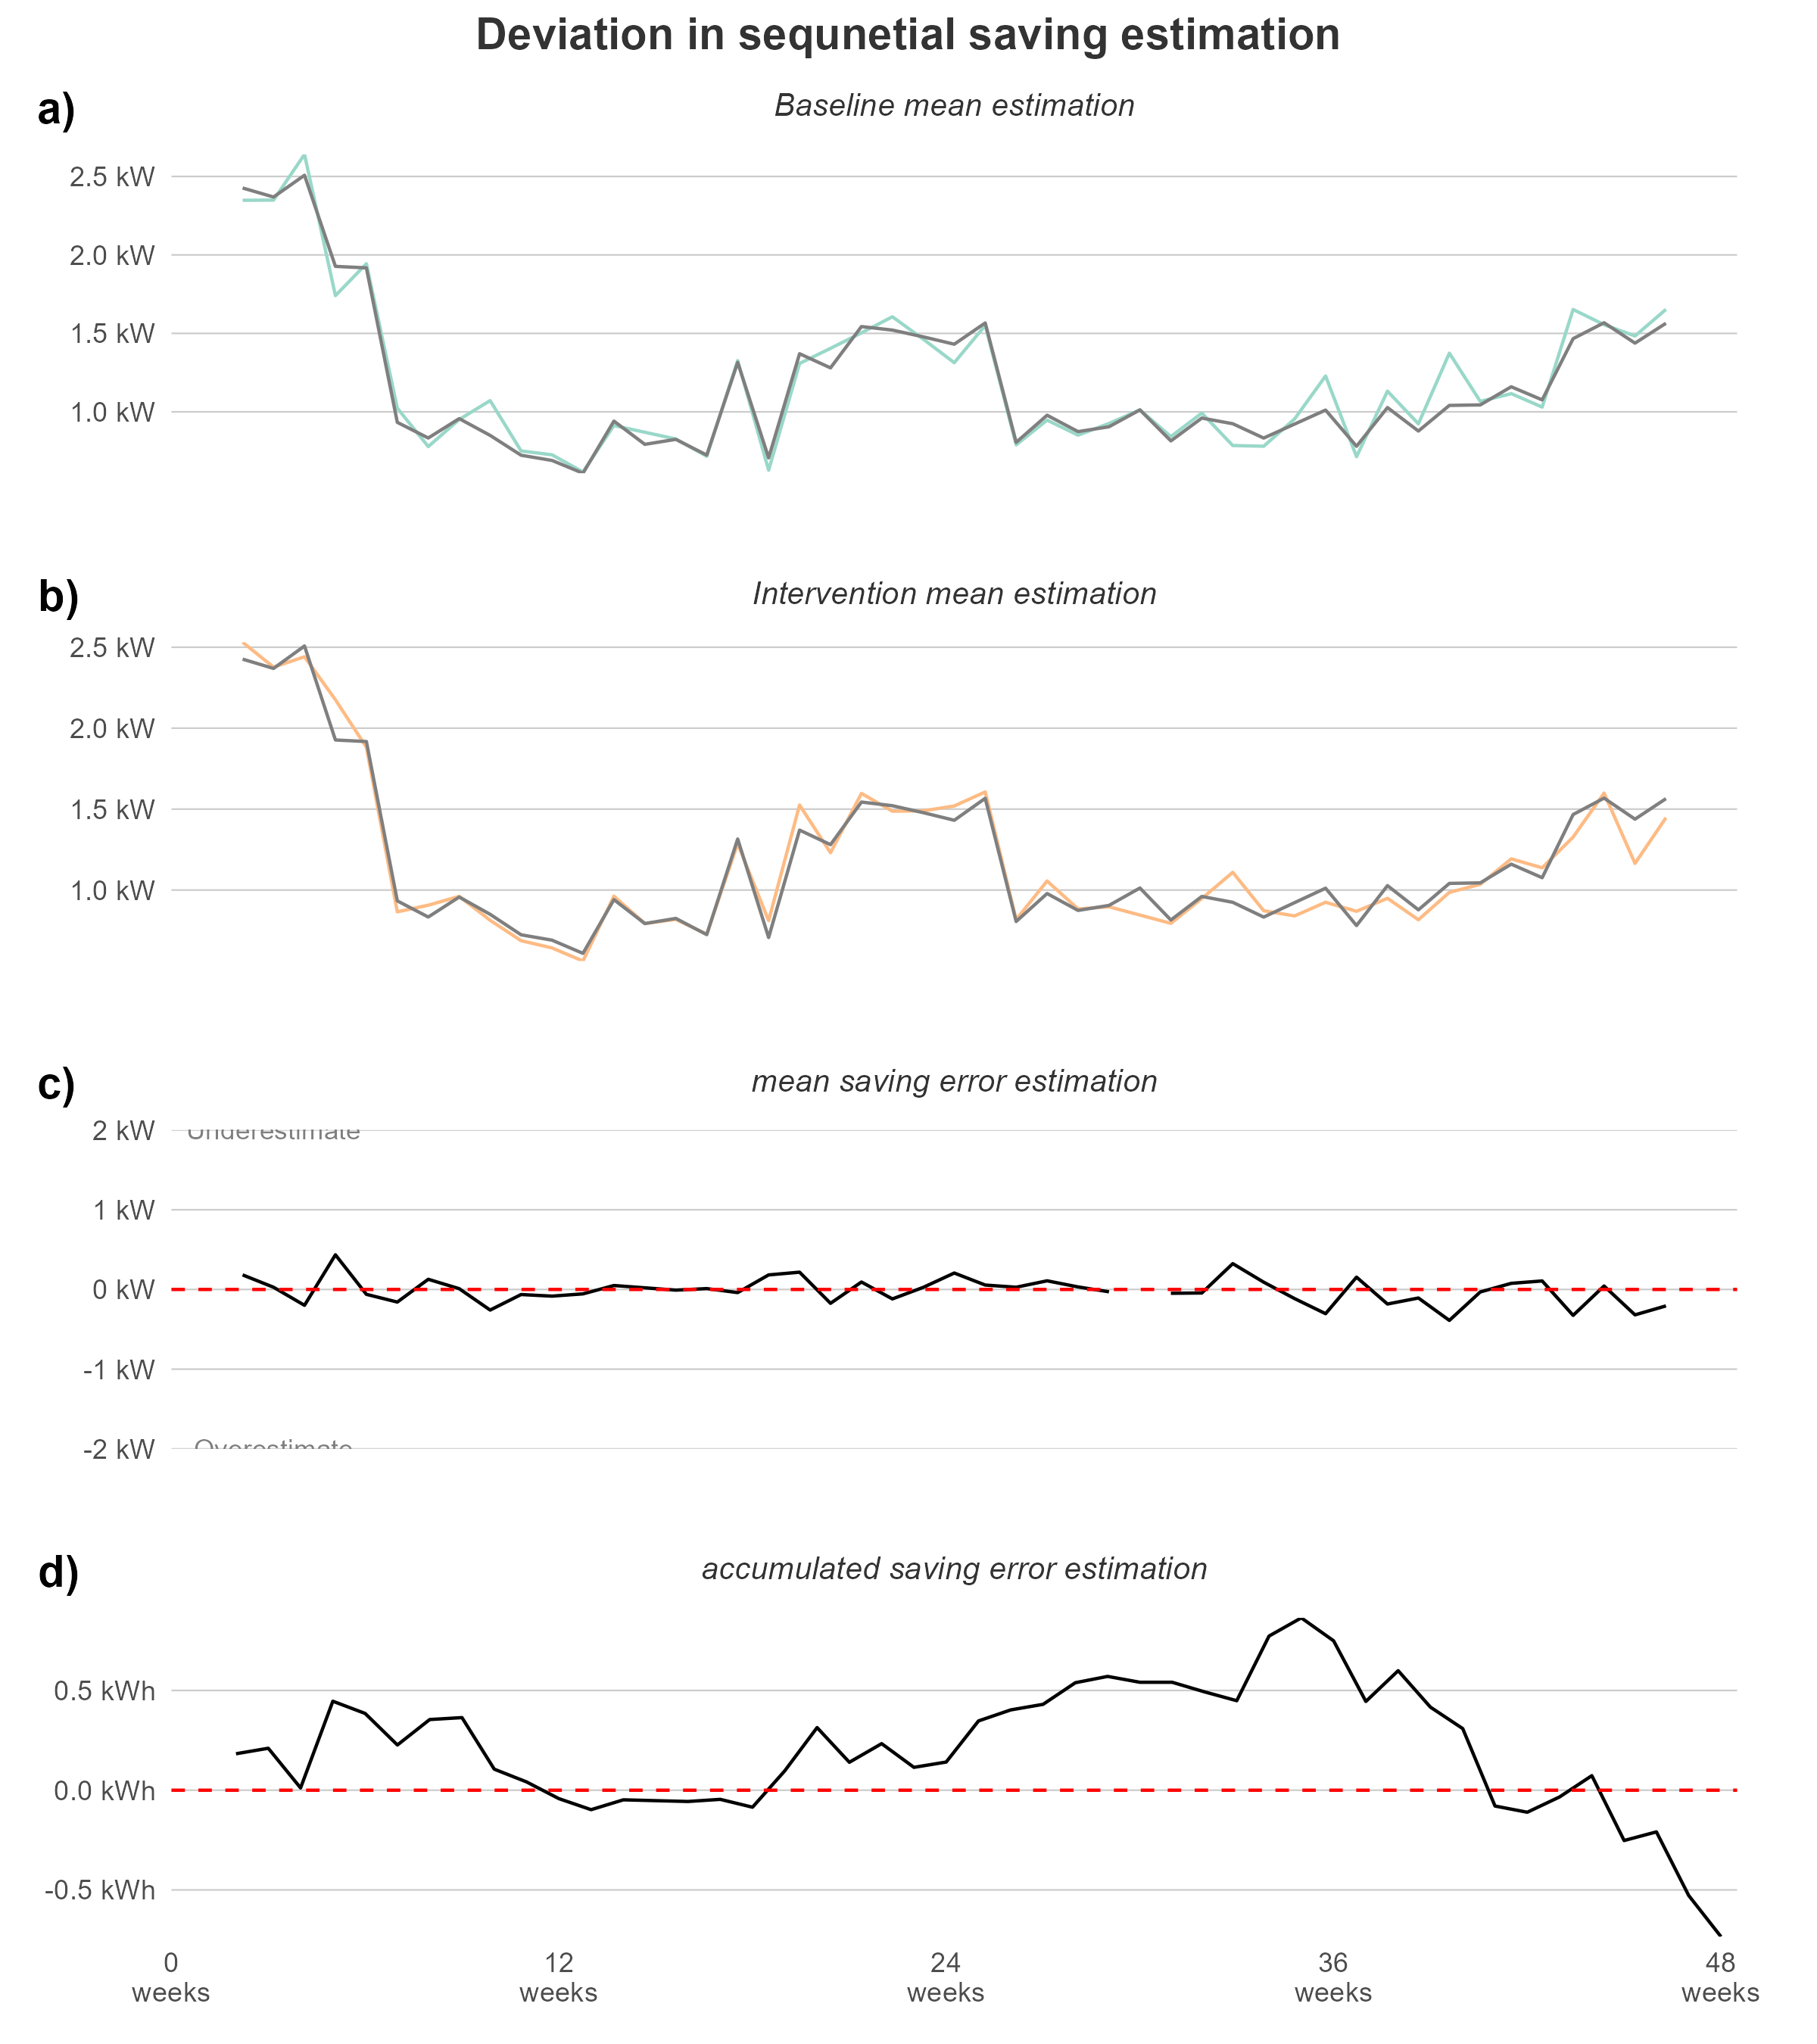 Deviation in sequnetial saving estimation
a)
Baseline mean estimation
2.5 kW
2.0 kW
1.5 kW
1.0 kW
b)
Intervention mean estimation
2.5 kW
2.0 kW
1.5 kW
1.0 kW
c)
mean saving error estimation
2 kW
Underestimate
1 kW
0 kW
-1 kW
-2 kW
Overestimate
d)
accumulated saving error estimation
0.5 kWh
0.0 kWh
-0.5 kWh
0 weeks
12 weeks
24 weeks
36 weeks
48 weeks